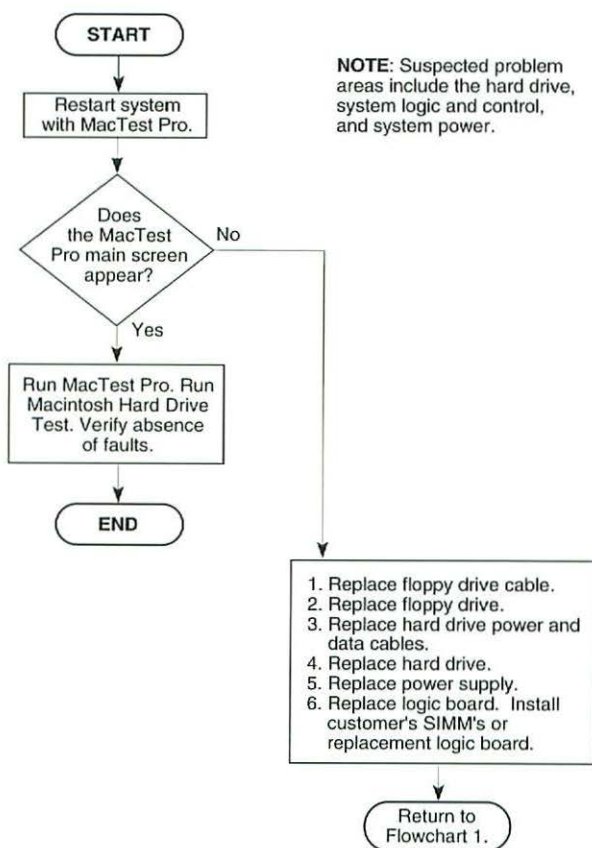 START
NOTE: Suspected problem
areas include the hard drive,
system logic and control,
and system power.
Restart system
with MacTest Pro.
Does
the MacTest
Pro main screen
appear?
No
Yes
Run MacTest Pro. Run
Macintosh Hard Drive
Test. Verify absence
of faults.
END
1. Replace floppy drive cable.
2. Replace floppy drive.
3. Replace hard drive power and
data cables.
4. Replace hard drive.
5. Replace power supply.
6. Replace logic board. Install
customer's SIMM's or
replacement logic board.
Return to
Flowchart 1.